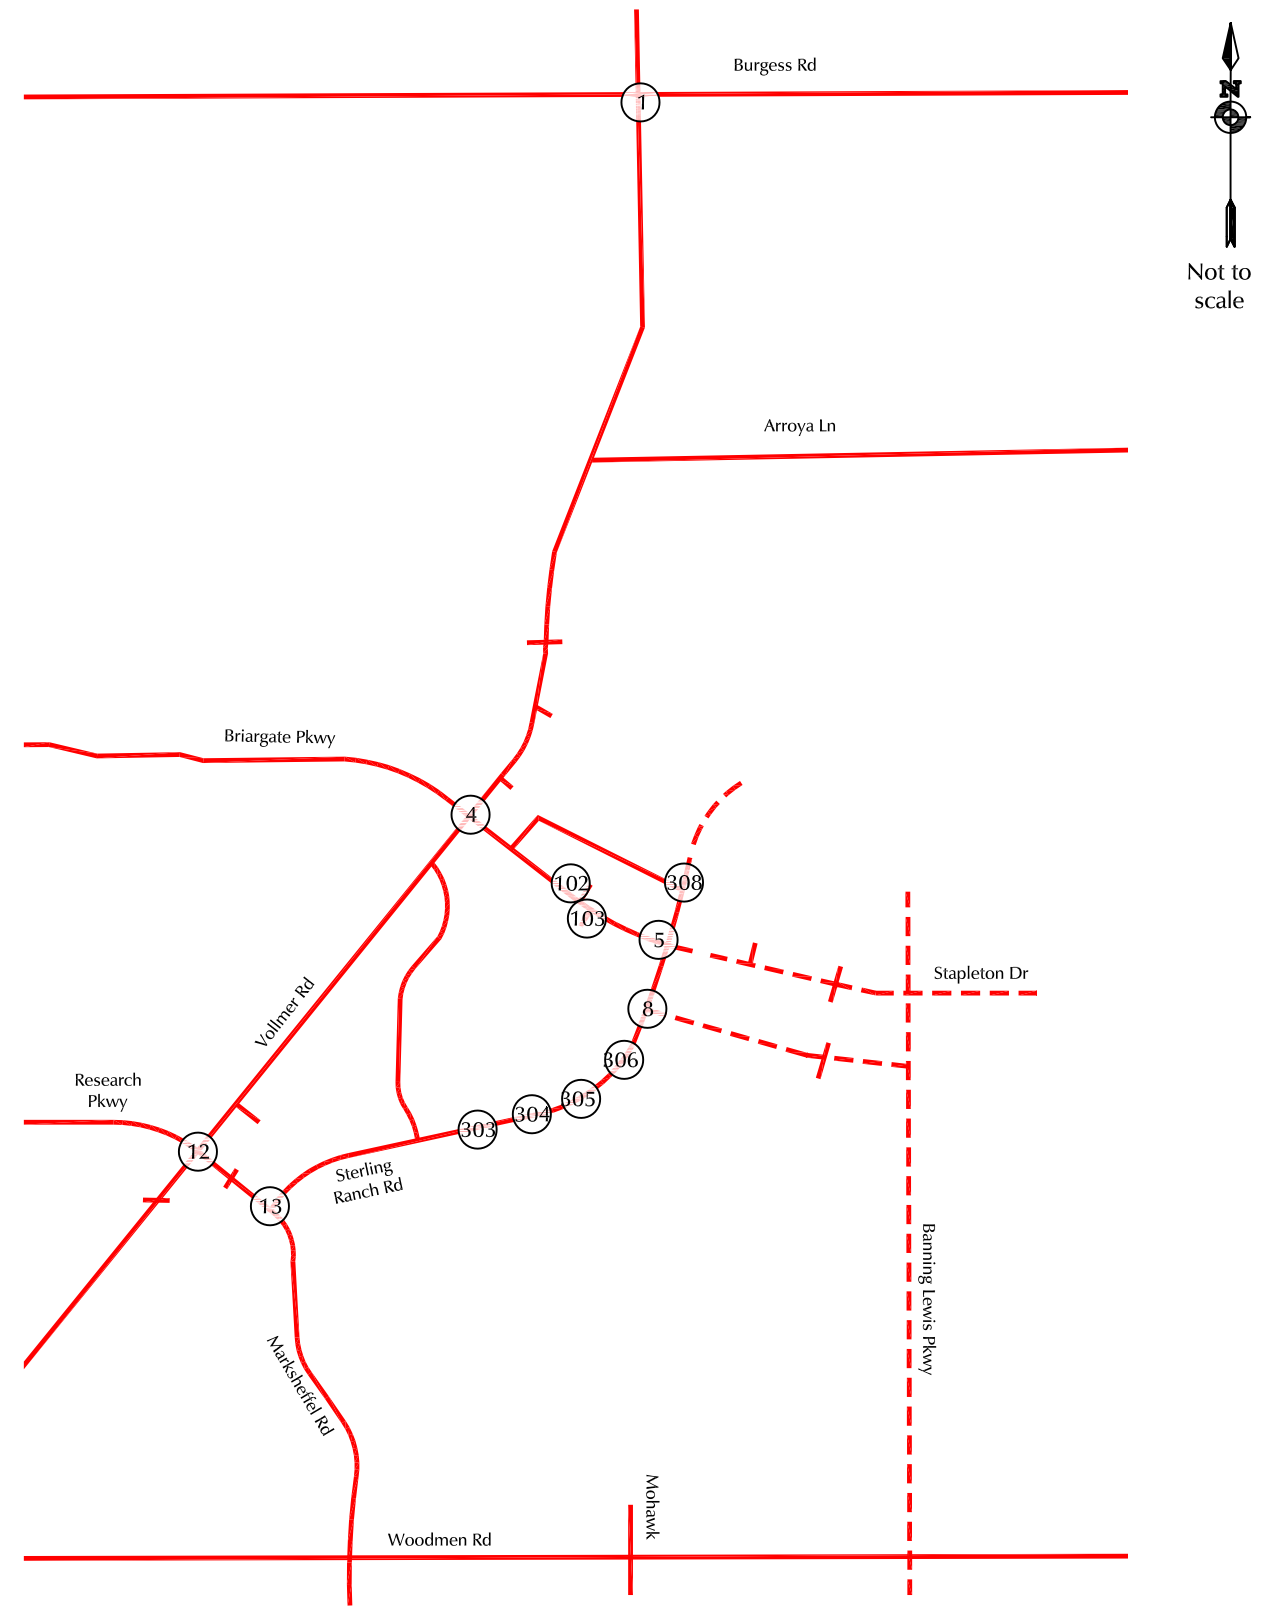 Burgess Rd
1
N
Not to
scale
Arroya Ln
Briargate Pkwy
4
102
308
103
5
Stapleton Dr
Vollmer Rd
8
306
Research
Pkwy
305
304
303
12
Sterling
Ranch Rd
13
Banning Lewis Pkwy
Marksheffel Rd
Mohawk
Woodmen Rd